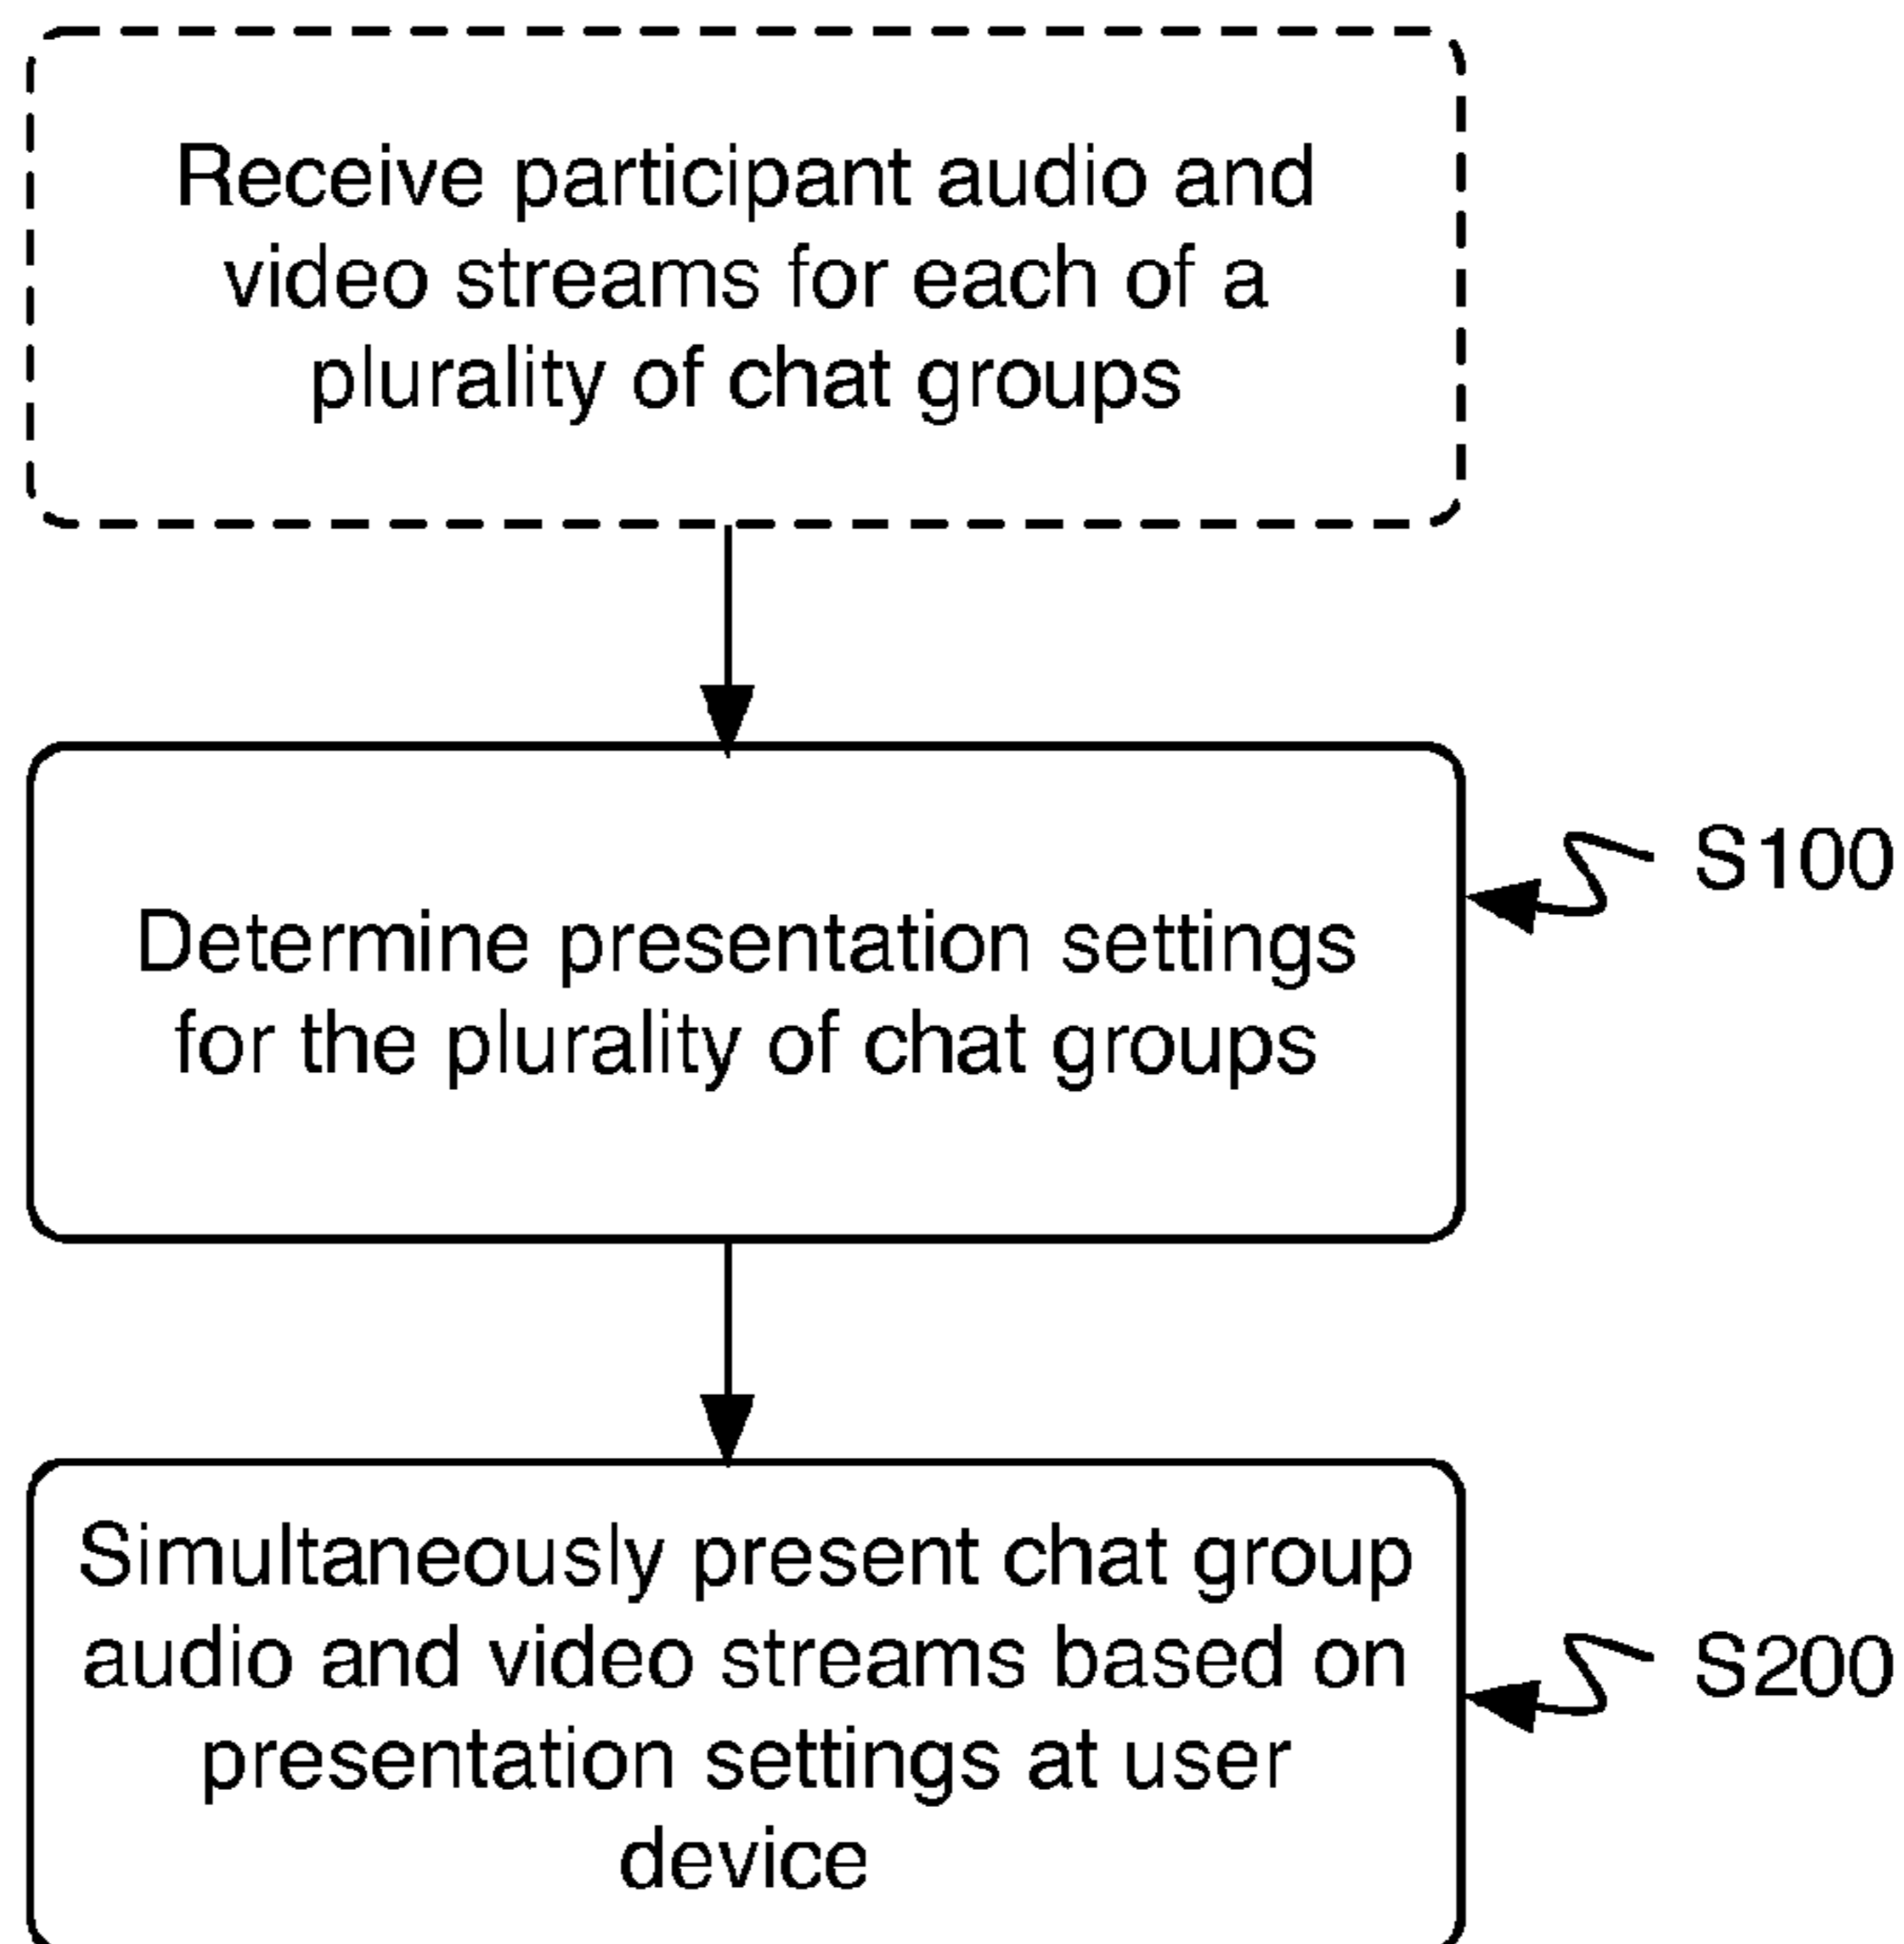 Receive participant audio and
video streams for each of a
plurality of chat groups
Determine presentation settings
for the plurality of chat groups
S100
Simultaneously present chat group
audio and video streams based on
presentation settings at user
device
S200